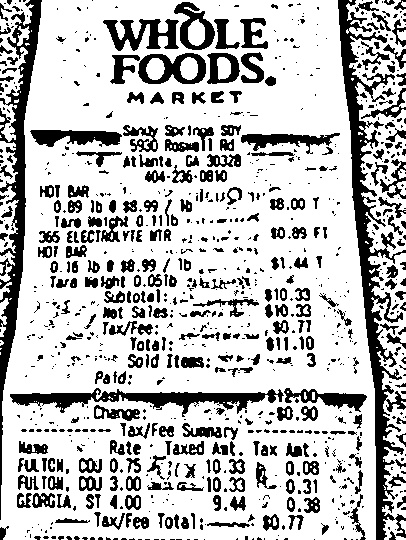 WHOLE
FOODS.
MARKET
Sandy Springs SDY
5930 Roswell Rd
Atlanta, GA 30328
404-236-0810
HOT BAR
0.89 lb @ $8.99 / lb $8.00 T
Tare Weight 0.11lb
365 ELECTROLYTE WTR $0.89 FT
HOT BAR
0.16 lb @ $8.99 / lb $1.44 T
Tare Weight 0.05lb
Subtotal: $10.33
Net Sales: $10.33
Tax/Fee: $0.77
Total: $11.10
Sold Items: 3
Paid:
Cash $12.00
Change: $0.90
Tax/Fee Summary
Name Rate Taxed Amt. Tax Amt.
FULTON, COU 0.75 10.33 0.08
FULTON, COU 3.00 10.33 0.31
GEORGIA, ST 4.00 9.44 0.38
Tax/Fee Total: $0.77